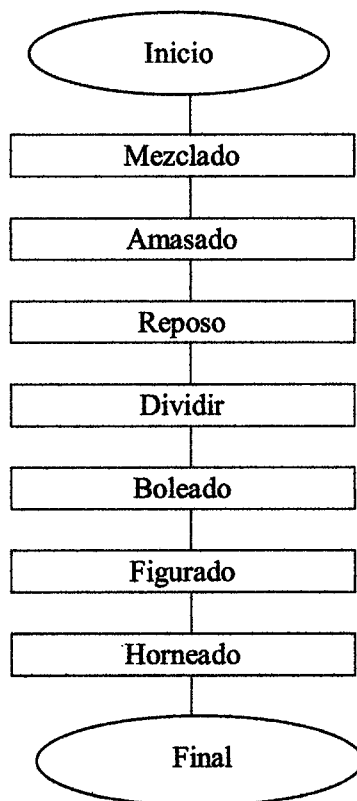 Inicio
Mezclado
Amasado
Reposo
Dividir
Boleado
Figurado
Horneado
Final